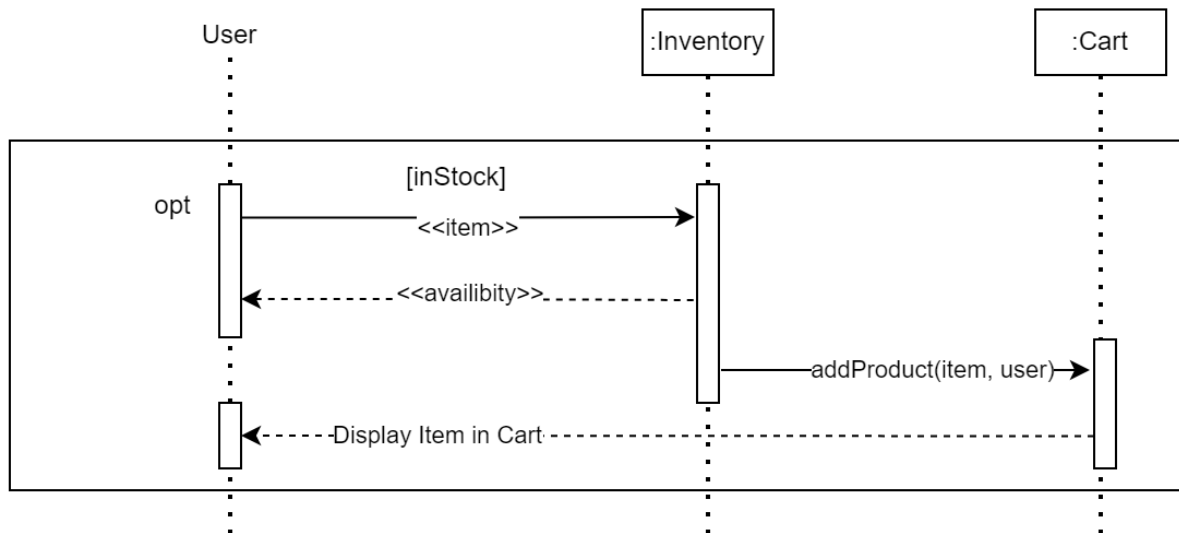 User
:Inventory
:Cart
[inStock]
opt
<<item>>
<<availibity>>
addProduct(item, user)
Display Item in Cart